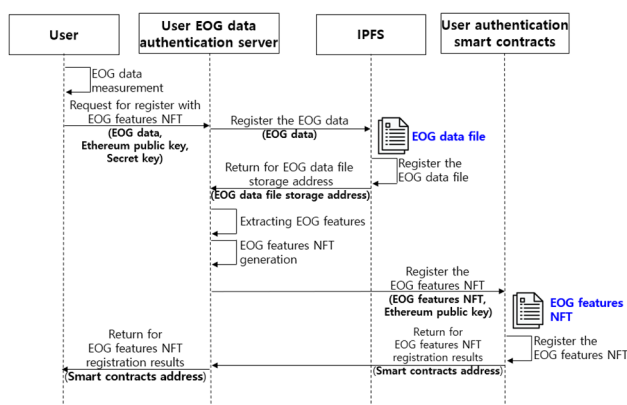 User
User EOG data
authentication server
IPFS
User authentication
smart contracts
EOG data
measurement
Request for register with
EOG features NFT
(EOG data,
Ethereum public key,
Secret key)
Register the EOG data
(EOG data)
EOG data file
Register the
EOG data file
Return for EOG data file
storage address
(EOG data file storage address)
Extracting EOG features
EOG features NFT
generation
Register the
EOG features NFT
(EOG features NFT,
Ethereum public key)
EOG features
NFT
Register the
EOG features NFT
Return for
EOG features NFT
registration results
(Smart contracts address)
Return for
EOG features NFT
registration results
(Smart contracts address)